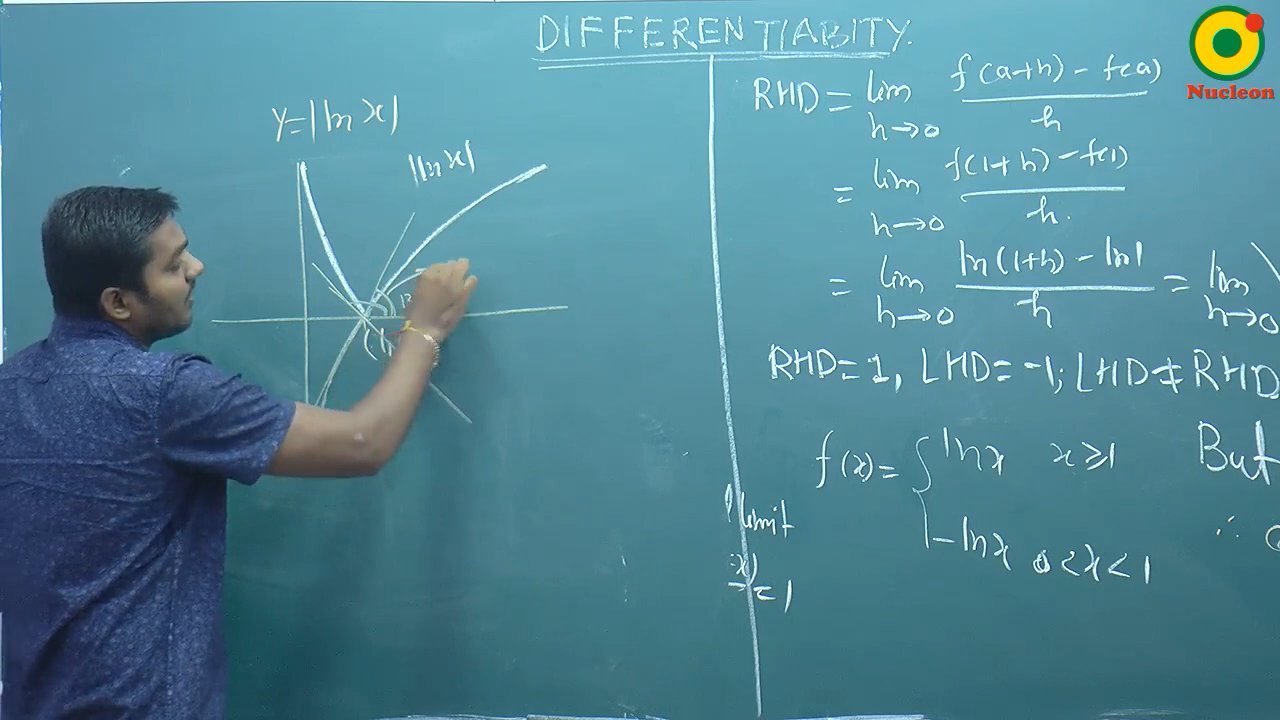 DIFFERENTIABITY.
Nucleon
y=|ln x|
|ln x|
RHD = lim h→0 f(a+h) - f(a) / h
= lim h→0 f(1+h) - f(1) / h.
= lim h→0 ln(1+h) - ln1 / h = lim h→0
RHD = 1, LHD = -1; LHD ≠ RHD
f(x) = { ln x x ≥ 1
But
-ln x 0 < x < 1
∴
limit
= 1